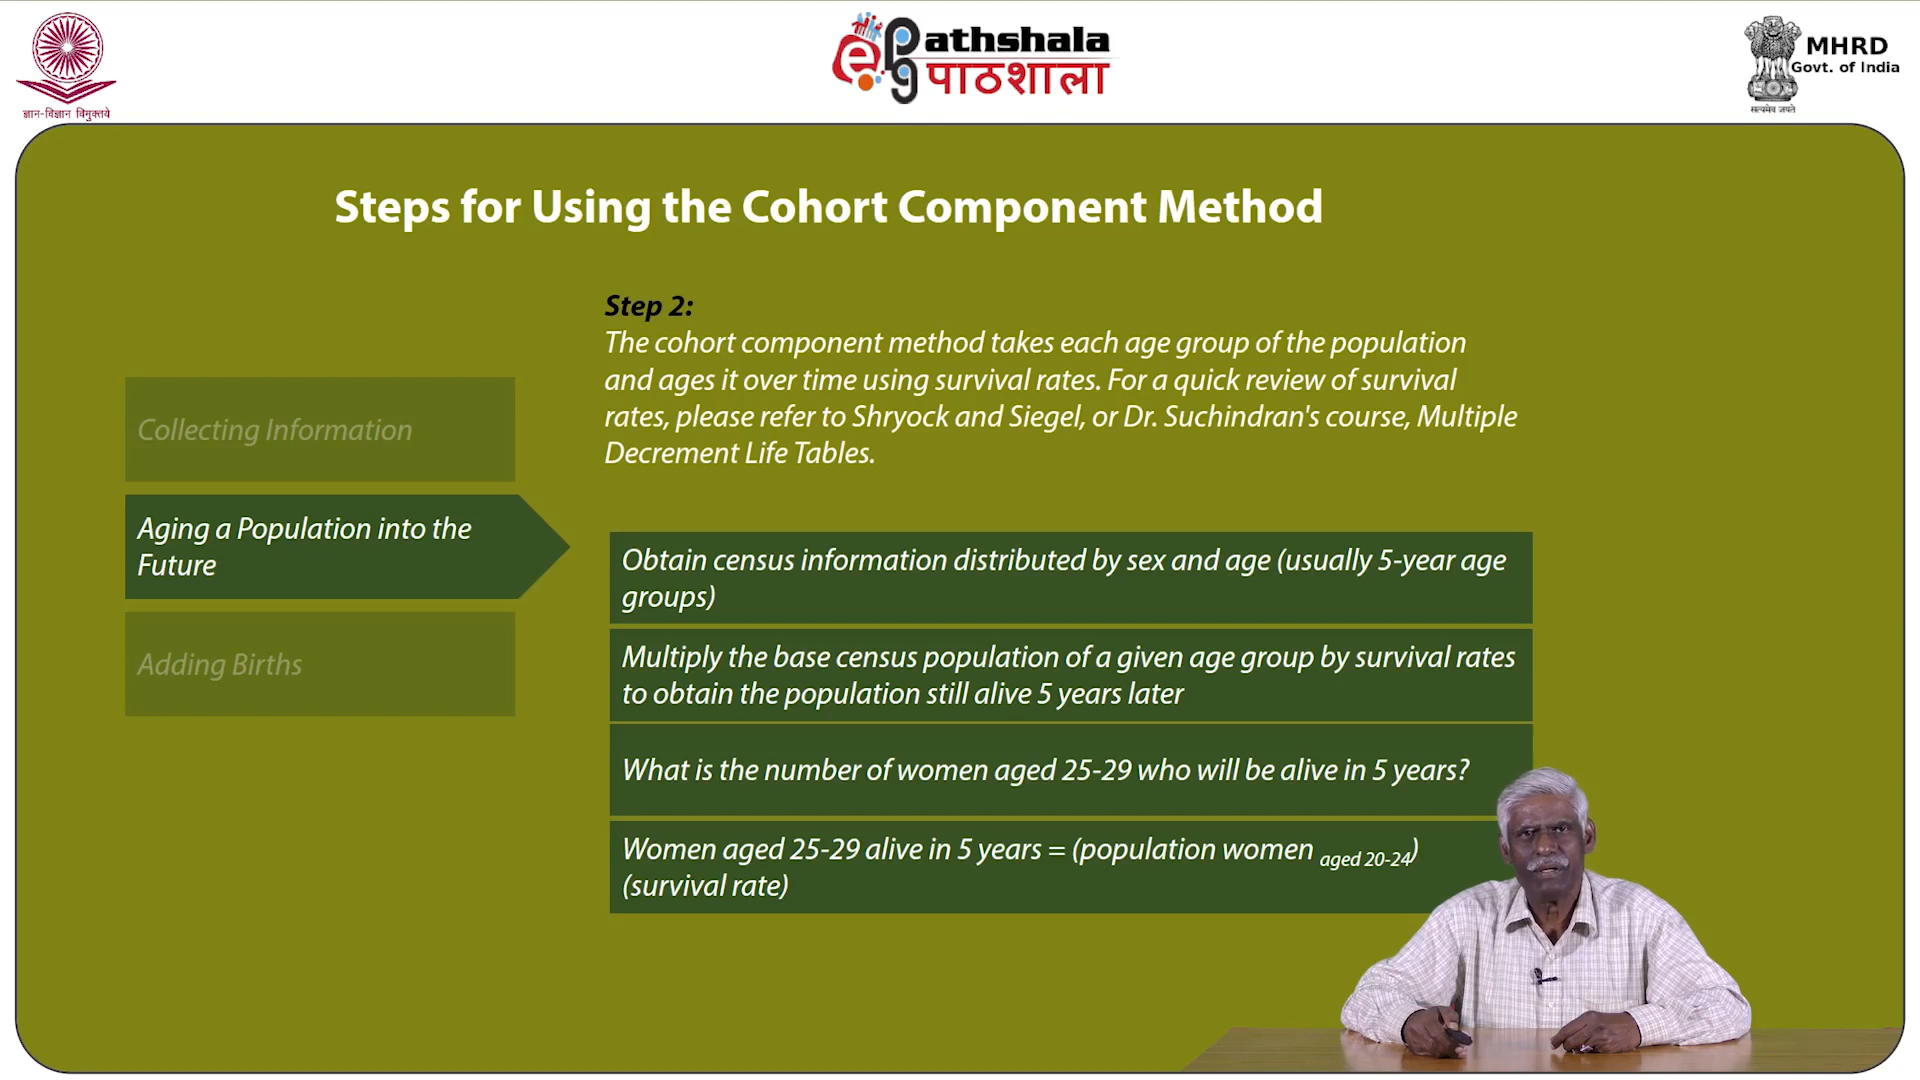 ज्ञान-विज्ञान विमुक्तये
ePG Pathshala
पाठशाला
MHRD
Govt. of India
सत्यमेव जयते
Steps for Using the Cohort Component Method
Step 2:
The cohort component method takes each age group of the population
and ages it over time using survival rates. For a quick review of survival
rates, please refer to Shryock and Siegel, or Dr. Suchindran's course, Multiple
Decrement Life Tables.
Collecting Information
Aging a Population into the
Future
Adding Births
Obtain census information distributed by sex and age (usually 5-year age
groups)
Multiply the base census population of a given age group by survival rates
to obtain the population still alive 5 years later
What is the number of women aged 25-29 who will be alive in 5 years?
Women aged 25-29 alive in 5 years = (population women aged 20-24)
(survival rate)